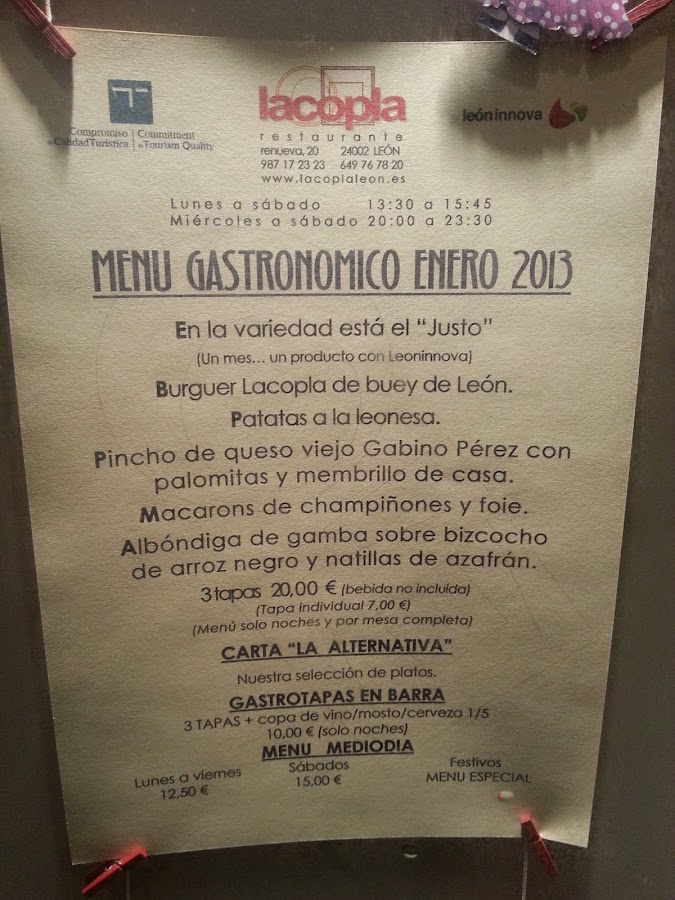 Compromiso | Commitment
de Calidad Turística | to Tourism Quality
lacopla
restaurante
renueva, 20 24002 LEÓN
987 17 23 23 649 76 78 20
www.lacoplaleon.es
leóninnova
Lunes a sábado 13:30 a 15:45
Miércoles a sábado 20:00 a 23:30
MENU GASTRONOMICO ENERO 2013
En la variedad está el "Justo"
(Un mes... un producto con Leoninnova)
Burguer Lacopla de buey de León.
Patatas a la leonesa.
Pincho de queso viejo Gabino Pérez con
palomitas y membrillo de casa.
Macarons de champiñones y foie.
Albóndiga de gamba sobre bizcocho
de arroz negro y natillas de azafrán.
3 tapas 20,00 € (bebida no incluida)
(Tapa individual 7,00 €)
(Menú solo noches y por mesa completa)
CARTA "LA ALTERNATIVA"
Nuestra selección de platos.
GASTROTAPAS EN BARRA
3 TAPAS + copa de vino/mosto/cerveza 1/5
10,00 € (solo noches)
MENU MEDIODIA
Lunes a viernes Sábados Festivos
12,50 € 15,00 € MENU ESPECIAL